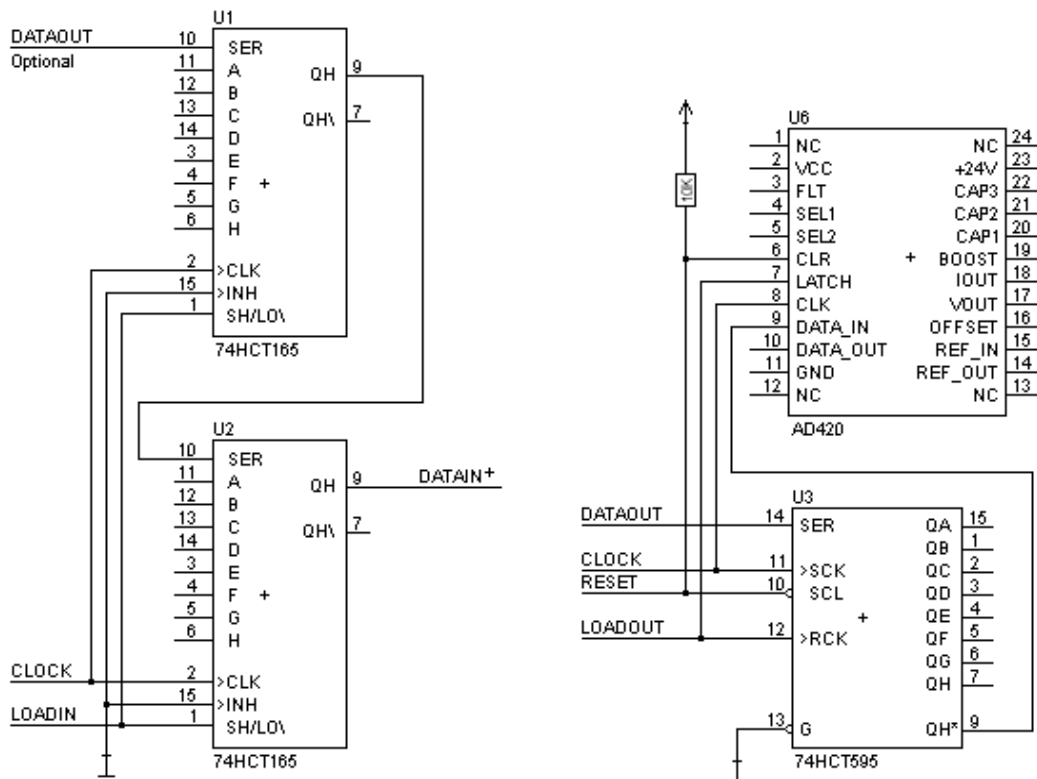 U1
DATAOUT 10 SER
Optional
11 A
12 B
13 C
14 D
3 E
4 F +
5 G
6 H
QH 9
QH\ 7
2 >CLK
15 >INH
1 SH/LO\
74HCT165
U2
10 SER
11 A
12 B
13 C
14 D
3 E
4 F +
5 G
6 H
QH 9 DATAIN+
QH\ 7
CLOCK 2 >CLK
15 >INH
LOADIN 1 SH/LO\
74HCT165
10K
U6
1 NC NC 24
2 VCC +24V 23
3 FLT CAP3 22
4 SEL1 CAP2 21
5 SEL2 CAP1 20
6 CLR + BOOST 19
7 LATCH IOUT 18
8 CLK VOUT 17
9 DATA_IN OFFSET 16
10 DATA_OUT REF_IN 15
11 GND REF_OUT 14
12 NC NC 13
AD420
U3
DATAOUT 14 SER QA 15
QB 1
CLOCK 11 >SCK QC 2
RESET 10 SCL QD 3
+ QE 4
LOADOUT 12 >RCK QF 5
QG 6
QH 7
13 G QH* 9
74HCT595